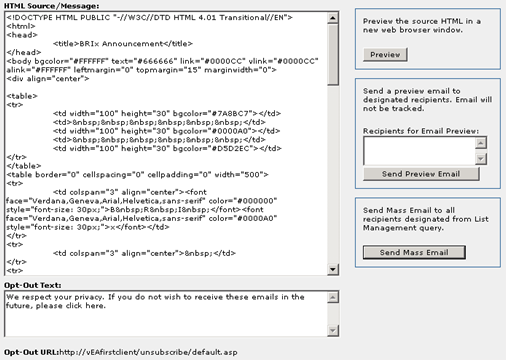 HTML Source/Message:
<!DOCTYPE HTML PUBLIC "-//W3C//DTD HTML 4.01 Transitional//EN">
<html>
<head>
<title>BRIx Announcement</title>
</head>
<body bgcolor="#FFFFFF" text="#666666" link="#0000CC" vlink="#0000CC"
alink="#FFFFFF" leftmargin="0" topmargin="15" marginwidth="0">
<div align="center">
<table>
<tr>
<td width="100" height="30" bgcolor="#7A8BC7"></td>
<td>&nbsp;&nbsp;&nbsp;&nbsp;</td>
<td width="100" height="30" bgcolor="#0000A0"></td>
<td>&nbsp;&nbsp;&nbsp;&nbsp;</td>
<td width="100" height="30" bgcolor="#D5D2EC"></td>
</tr>
</table>
<table border="0" cellspacing="0" cellpadding="0" width="500">
<tr>
<td colspan="3" align="center"><font
face="Verdana,Geneva,Arial,Helvetica,sans-serif" color="#000000"
style="font-size: 30px;">B&nbsp;R&nbsp;I&nbsp;</font><font
face="Verdana,Geneva,Arial,Helvetica,sans-serif" color="#0000A0"
style="font-size: 30px;">x</font></td>
</tr>
<tr>
<td colspan="3" align="center">&nbsp;</td>
</tr>
<tr>
Opt-Out Text:
We respect your privacy. If you do not wish to receive these emails in the
future, please click here.
Opt-Out URL:http://vEAfirstclient/unsubscribe/default.asp
Preview the source HTML in a
new web browser window.
Preview
Send a preview email to
designated recipients. Email will
not be tracked.
Recipients for Email Preview:
Send Preview Email
Send Mass Email to all
recipients designated from List
Management query.
Send Mass Email